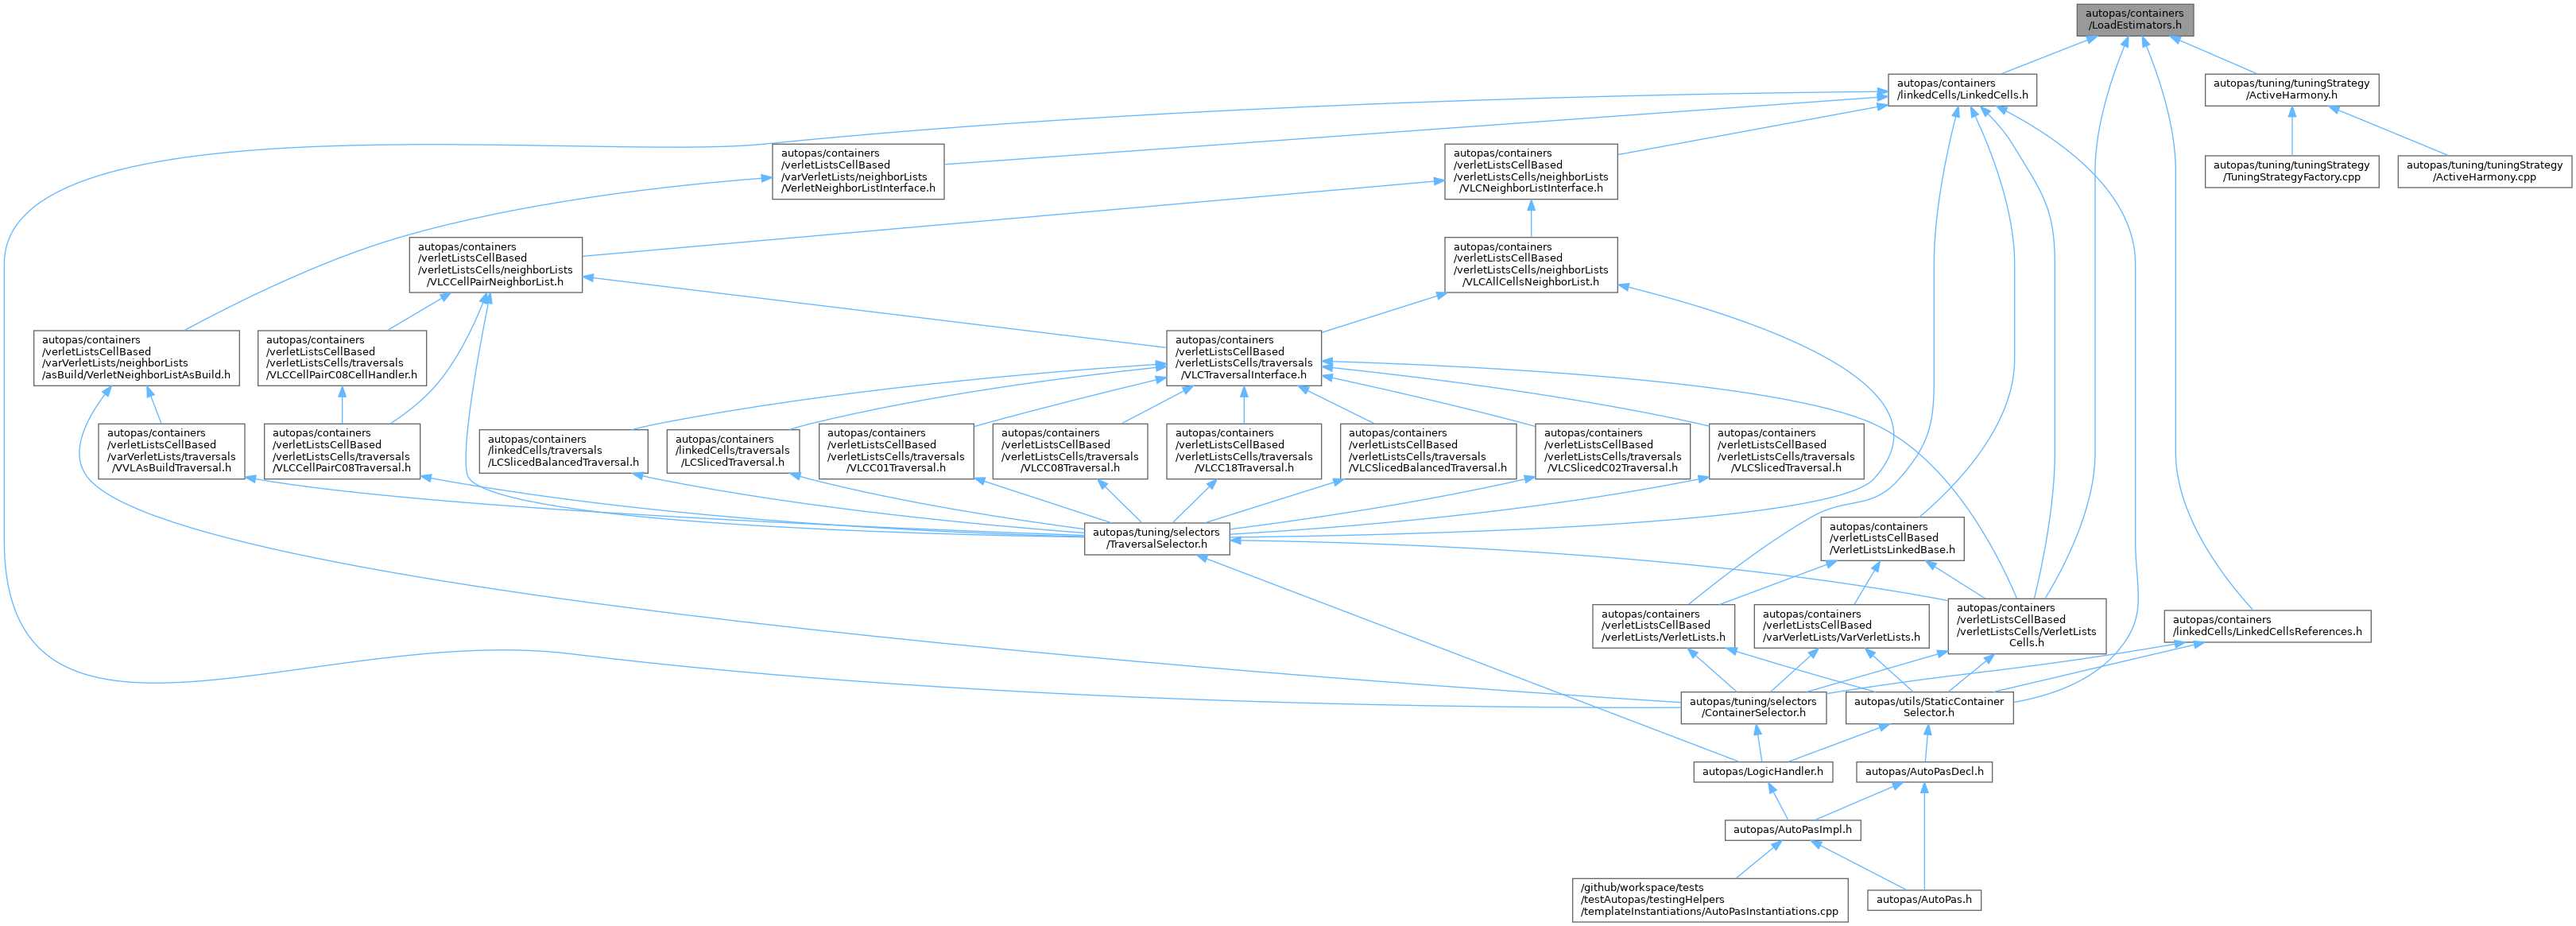 autopas/containers
/LoadEstimators.h
autopas/containers
/linkedCells/LinkedCells.h
autopas/tuning/tuningStrategy
/ActiveHarmony.h
autopas/containers
/verletListsCellBased
/varVerletLists/neighborLists
/VerletNeighborListInterface.h
autopas/containers
/verletListsCellBased
/verletListsCells/neighborLists
/VLCNeighborListInterface.h
autopas/tuning/tuningStrategy
/TuningStrategyFactory.cpp
autopas/tuning/tuningStrategy
/ActiveHarmony.cpp
autopas/containers
/verletListsCellBased
/verletListsCells/neighborLists
/VLCCellPairNeighborList.h
autopas/containers
/verletListsCellBased
/verletListsCells/neighborLists
/VLCAllCellsNeighborList.h
autopas/containers
/verletListsCellBased
/varVerletLists/neighborLists
/asBuild/VerletNeighborListAsBuild.h
autopas/containers
/verletListsCellBased
/verletListsCells/traversals
/VLCCellPairC08CellHandler.h
autopas/containers
/verletListsCellBased
/verletListsCells/traversals
/VLCTraversalInterface.h
autopas/containers
/verletListsCellBased
/varVerletLists/traversals
/VVLAsBuildTraversal.h
autopas/containers
/verletListsCellBased
/verletListsCells/traversals
/VLCCellPairC08Traversal.h
autopas/containers
/linkedCells/traversals
/LCSlicedBalancedTraversal.h
autopas/containers
/linkedCells/traversals
/LCSlicedTraversal.h
autopas/containers
/verletListsCellBased
/verletListsCells/traversals
/VLCC01Traversal.h
autopas/containers
/verletListsCellBased
/verletListsCells/traversals
/VLCC08Traversal.h
autopas/containers
/verletListsCellBased
/verletListsCells/traversals
/VLCC18Traversal.h
autopas/containers
/verletListsCellBased
/verletListsCells/traversals
/VLCSlicedBalancedTraversal.h
autopas/containers
/verletListsCellBased
/verletListsCells/traversals
/VLCSlicedC02Traversal.h
autopas/containers
/verletListsCellBased
/verletListsCells/traversals
/VLCSlicedTraversal.h
autopas/tuning/selectors
/TraversalSelector.h
autopas/containers
/verletListsCellBased
/VerletListsLinkedBase.h
autopas/containers
/verletListsCellBased
/verletLists/VerletLists.h
autopas/containers
/verletListsCellBased
/varVerletLists/VarVerletLists.h
autopas/containers
/verletListsCellBased
/verletListsCells/VerletLists
Cells.h
autopas/containers
/linkedCells/LinkedCellsReferences.h
autopas/tuning/selectors
/ContainerSelector.h
autopas/utils/StaticContainer
Selector.h
autopas/LogicHandler.h
autopas/AutoPasDecl.h
autopas/AutoPasImpl.h
/github/workspace/tests
/testAutopas/testingHelpers
/templateInstantiations/AutoPasInstantiations.cpp
autopas/AutoPas.h